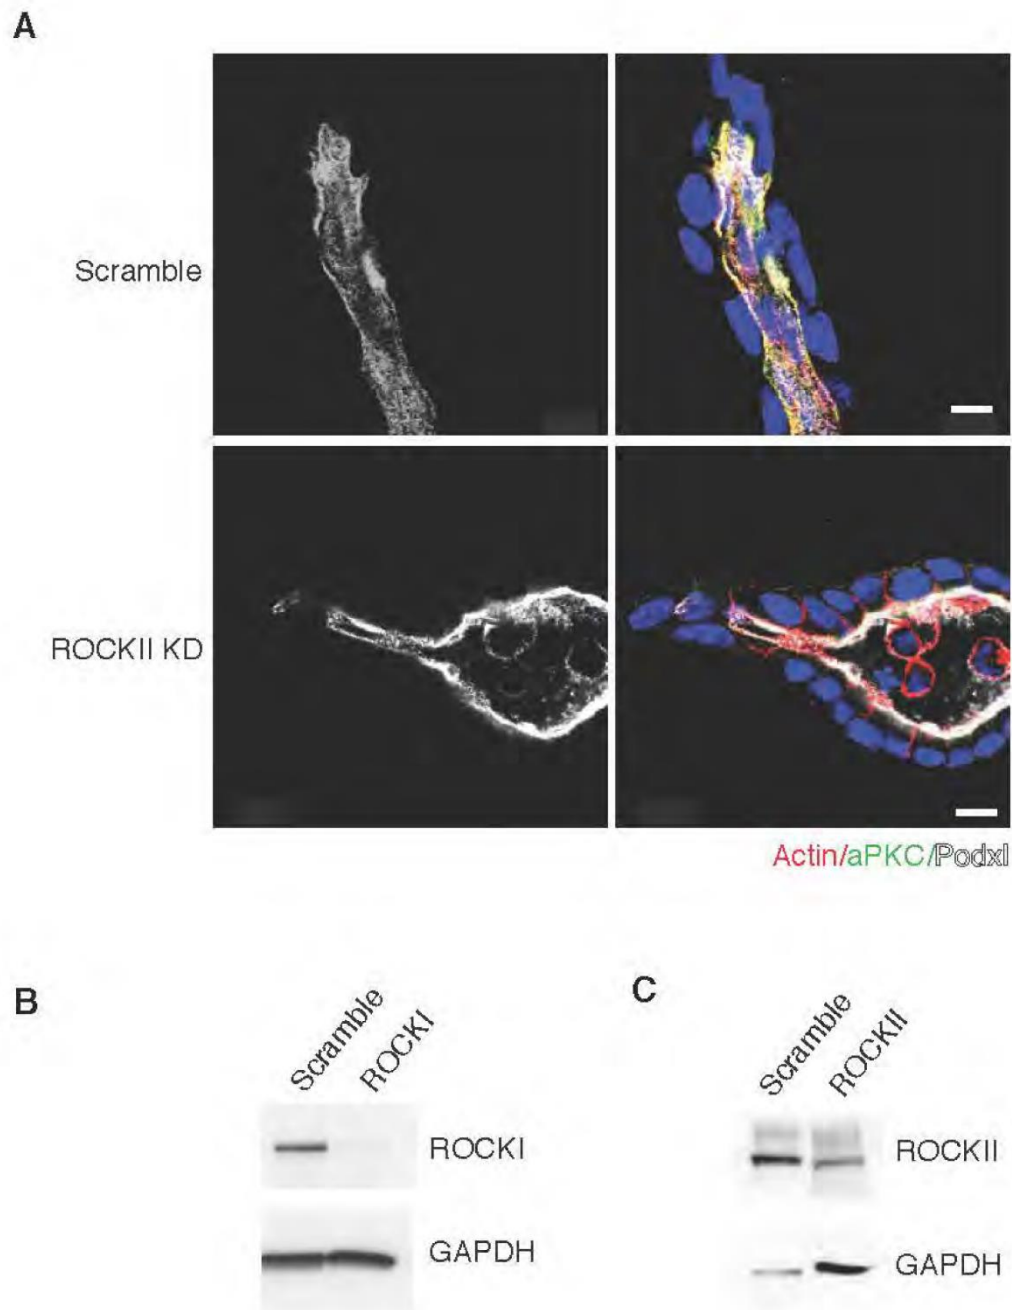 A
Scramble
ROCKII KD
Actin/aPKC/Podxl
B
Scramble
ROCKI
ROCKI
GAPDH
C
Scramble
ROCKII
ROCKII
GAPDH